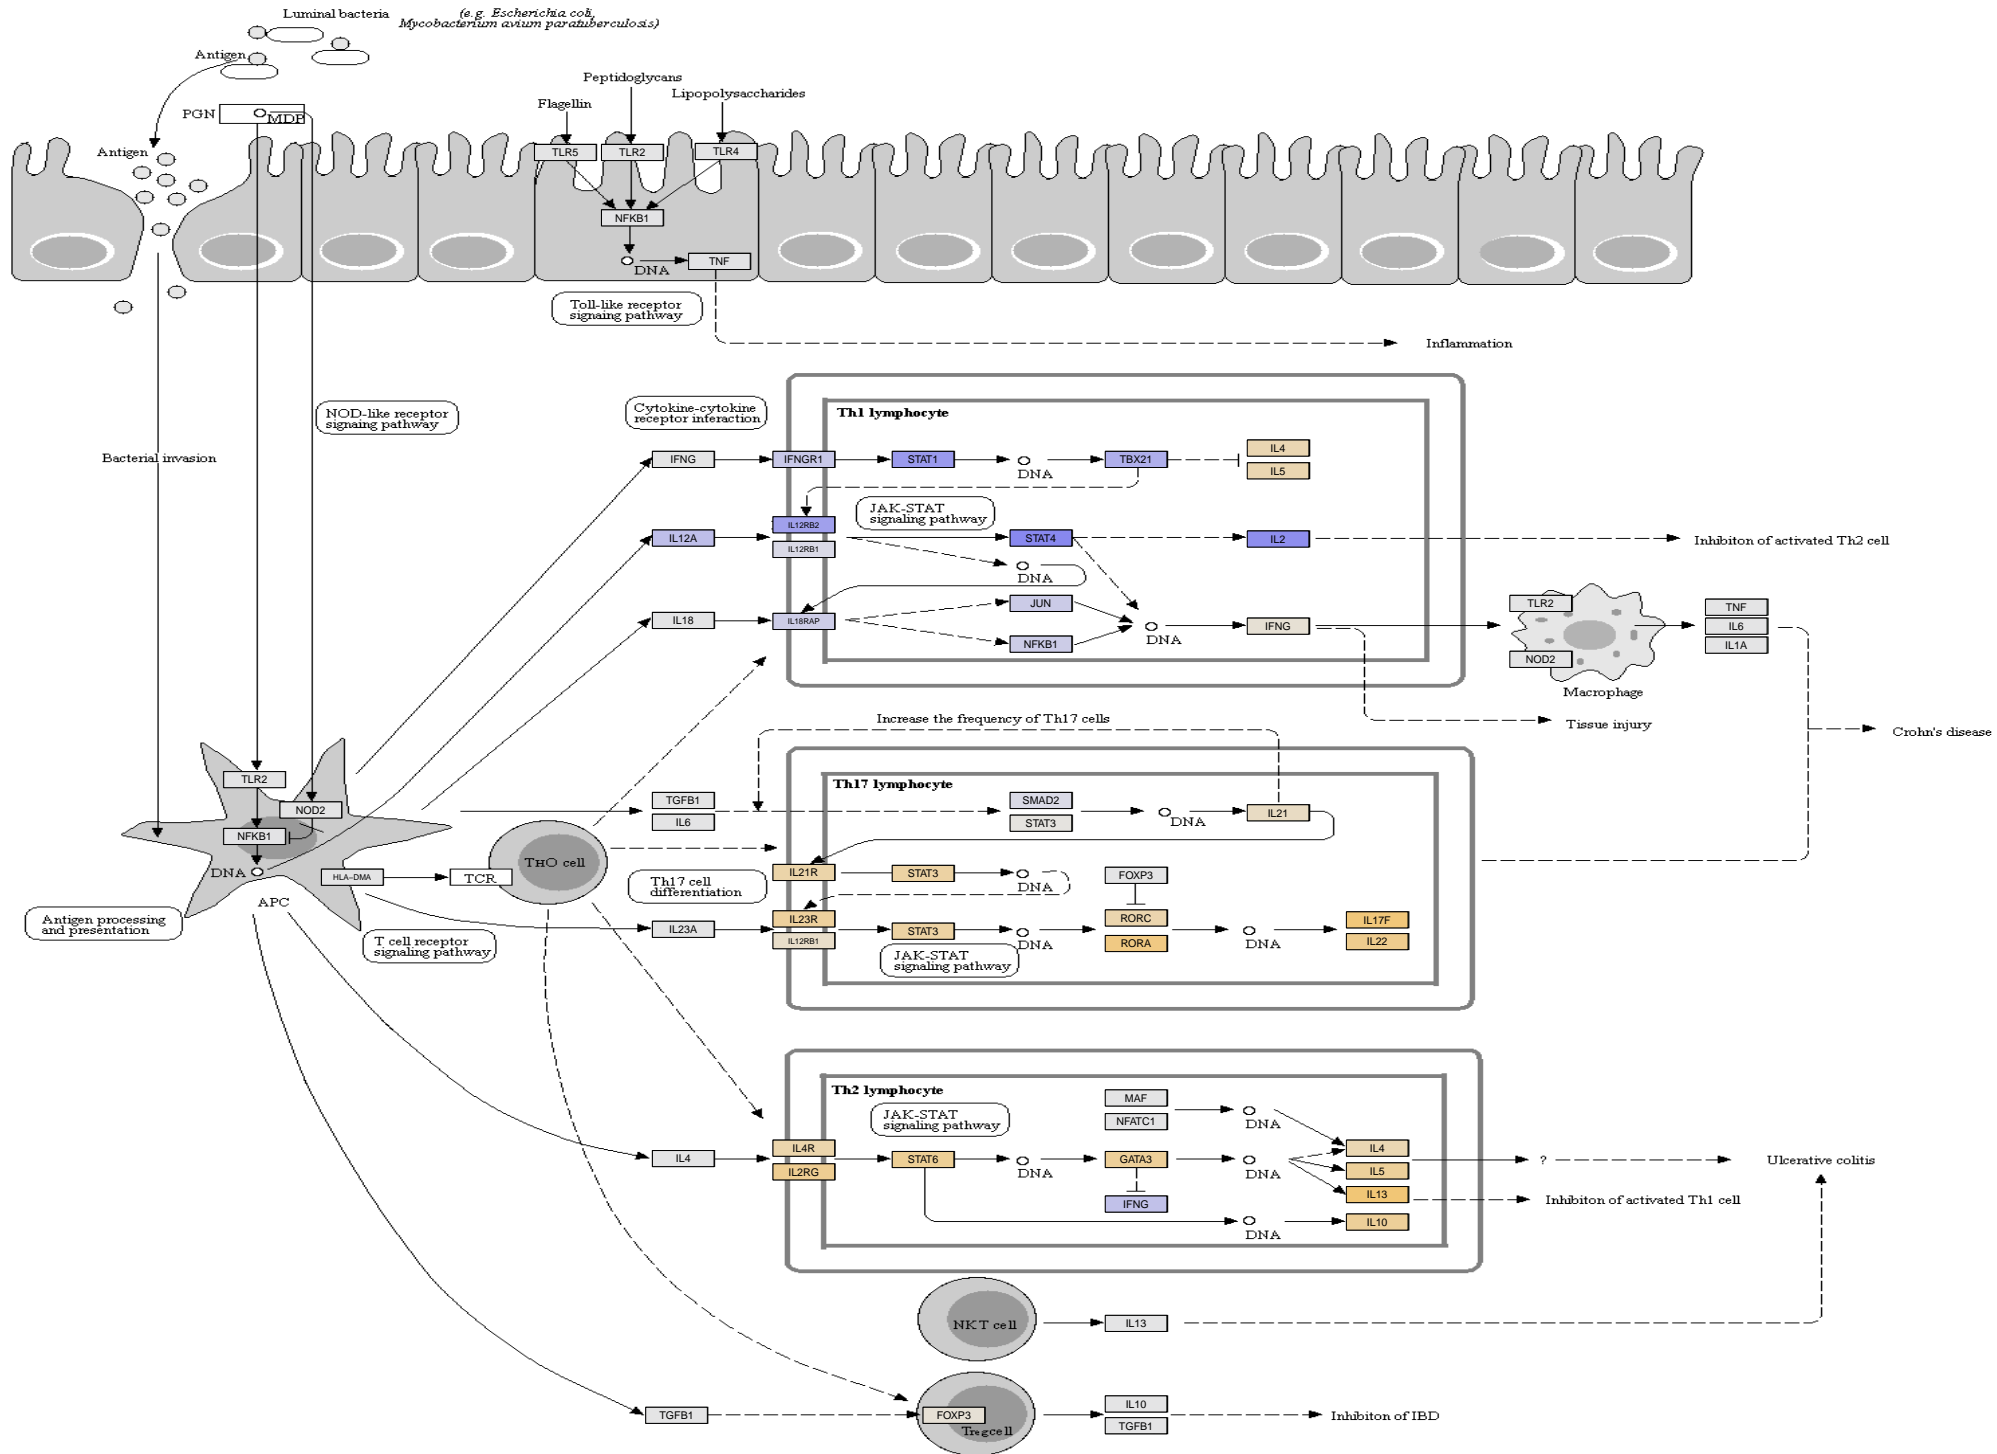 Luminal bacteria
(e.g. Escherichia coli,
Mycobacterium avium paratuberculosis)
Antigen
Peptidoglycans
Flagellin
Lipopolysaccharides
PGN
MDP
Antigen
TLR5
TLR2
TLR4
NFKB1
DNA
TNF
Toll-like receptor
signaing pathway
Inflammation
NOD-like receptor
signaing pathway
Cytokine-cytokine
receptor inferaction
Bacterial invasion
Th1 lymphocyte
IFNG
IFNGR1
STAT1
DNA
TBX21
IL4
IL5
JAK-STAT
signaling pathway
IL12A
IL12RB2
IL12RB1
STAT4
IL2
Inhibiton of activated Th2 cell
DNA
IL18
IL18RAP
JUN
NFKB1
DNA
IFNG
TLR2
NOD2
Macrophage
TNF
IL6
IL1A
Tissue injury
Crohn's disease
Increase the frequency of Th17 cells
Th17 lymphocyte
TLR2
NOD2
NFKB1
DNA
HLA-DMA
APC
TCR
THO cell
TGFB1
IL6
SMAD2
STAT3
DNA
IL21
Th17 cell
differentiation
IL21R
STAT3
DNA
FOXP3
IL23A
IL23R
IL12RB1
STAT3
DNA
RORC
RORA
DNA
IL17F
IL22
JAK-STAT
signaling pathway
Antigen processing
and presentation
T cell receptor
signaling pathway
Th2 lymphocyte
JAK-STAT
signaling pathway
MAF
NFATC1
DNA
IL4
IL4R
IL2RG
STAT6
DNA
GATA3
IFNG
DNA
IL4
IL5
IL13
IL10
DNA
?
Ulcerative colitis
Inhibiton of activated Th1 cell
NKT cell
IL13
TGFB1
FOXP3
Treg cell
IL10
TGFB1
Inhibiton of IBD